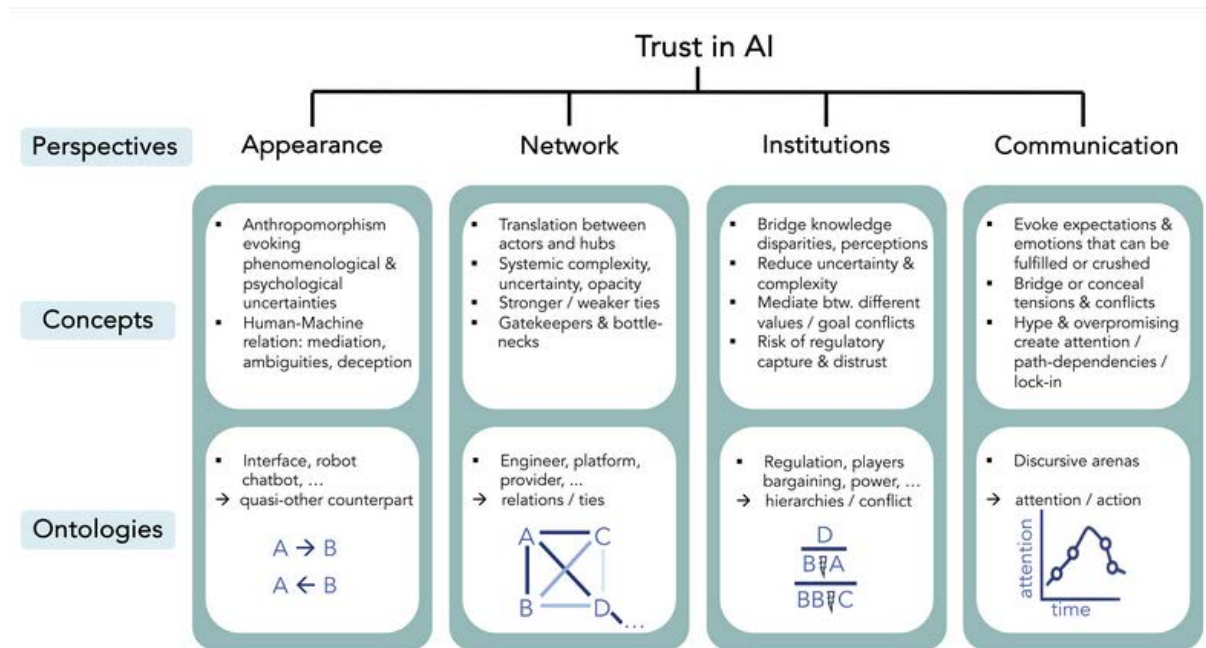 Trust in AI
Perspectives
Appearance
Network
Institutions
Communication
Concepts
▪ Anthropomorphism
evoking
phenomenological &
psychological
uncertainties
▪ Human-Machine
relation: mediation,
ambiguities, deception
▪ Translation between
actors and hubs
▪ Systemic complexity,
uncertainty, opacity
▪ Stronger / weaker ties
▪ Gatekeepers & bottle-
necks
▪ Bridge knowledge
disparities, perceptions
▪ Reduce uncertainty &
complexity
▪ Mediate btw. different
values / goal conflicts
▪ Risk of regulatory
capture & distrust
▪ Evoke expectations &
emotions that can be
fulfilled or crushed
▪ Bridge or conceal
tensions & conflicts
▪ Hype & overpromising
create attention /
path-dependencies /
lock-in
Ontologies
▪ Interface, robot
chatbot, …
→ quasi-other counterpart
A → B
A ← B
▪ Engineer, platform,
provider, ...
→ relations / ties
A C
B D ...
▪ Regulation, players
bargaining, power, …
→ hierarchies / conflict
D
B A
BB C
▪ Discursive arenas
→ attention / action
attention
time